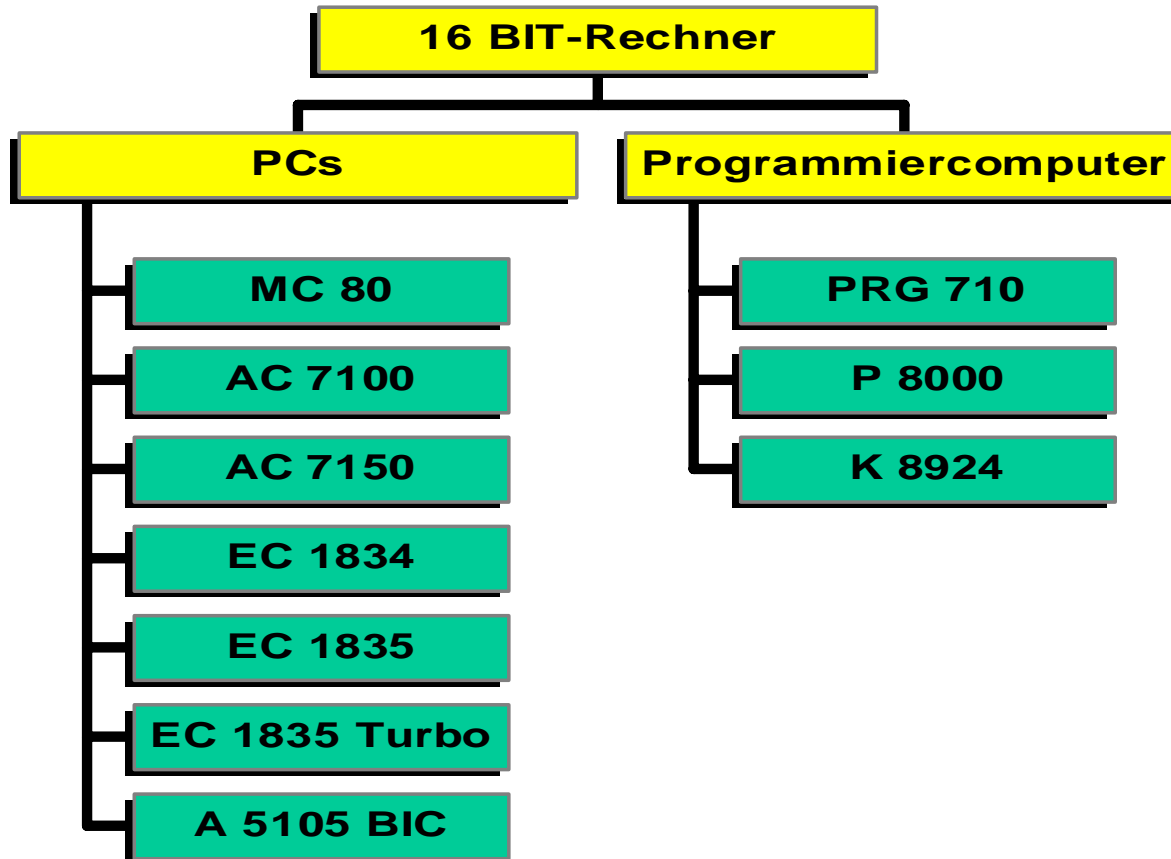 16 BIT-Rechner
PCs
MC 80
AC 7100
AC 7150
EC 1834
EC 1835
EC 1835 Turbo
A 5105 BIC
Programmiercomputer
PRG 710
P 8000
K 8924